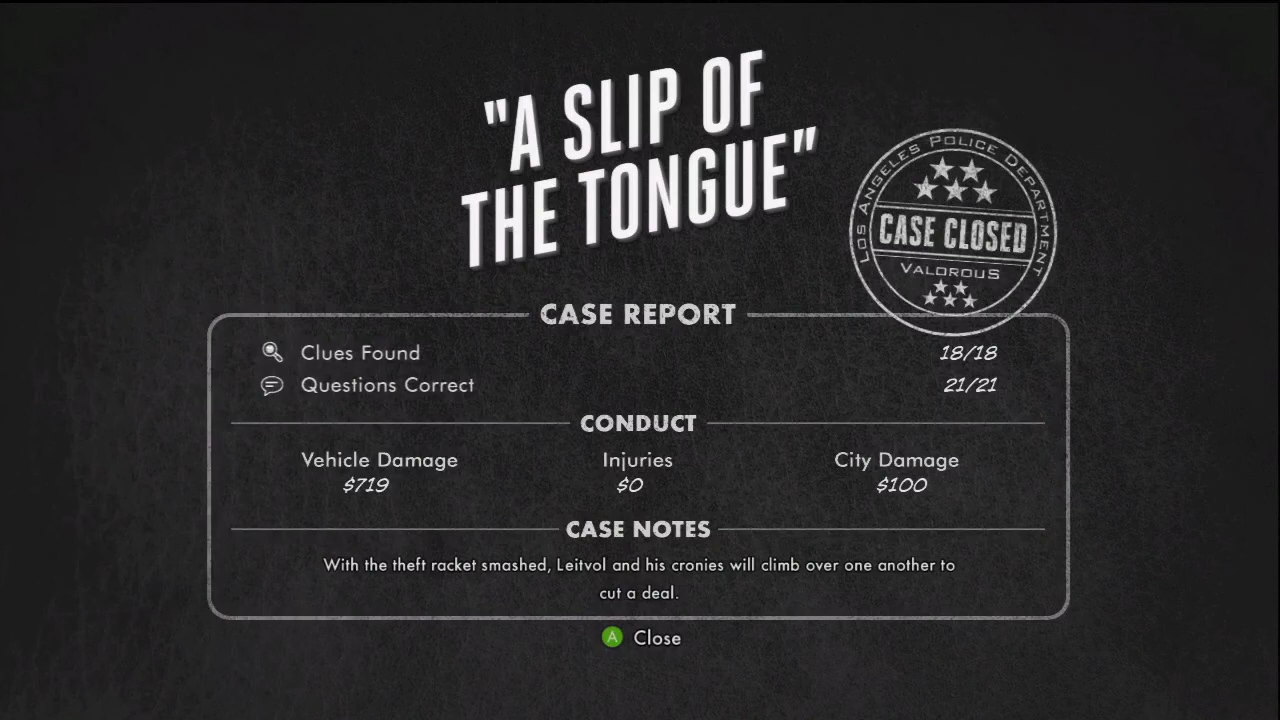 "A SLIP OF
THE TONGUE"
LOS ANGELES POLICE DEPARTMENT
CASE CLOSED
VALOROUS
CASE REPORT
Clues Found 18/18
Questions Correct 21/21
CONDUCT
Vehicle Damage Injuries City Damage
$719 $0 $100
CASE NOTES
With the theft racket smashed, Leitvol and his cronies will climb over one another to
cut a deal.
A Close